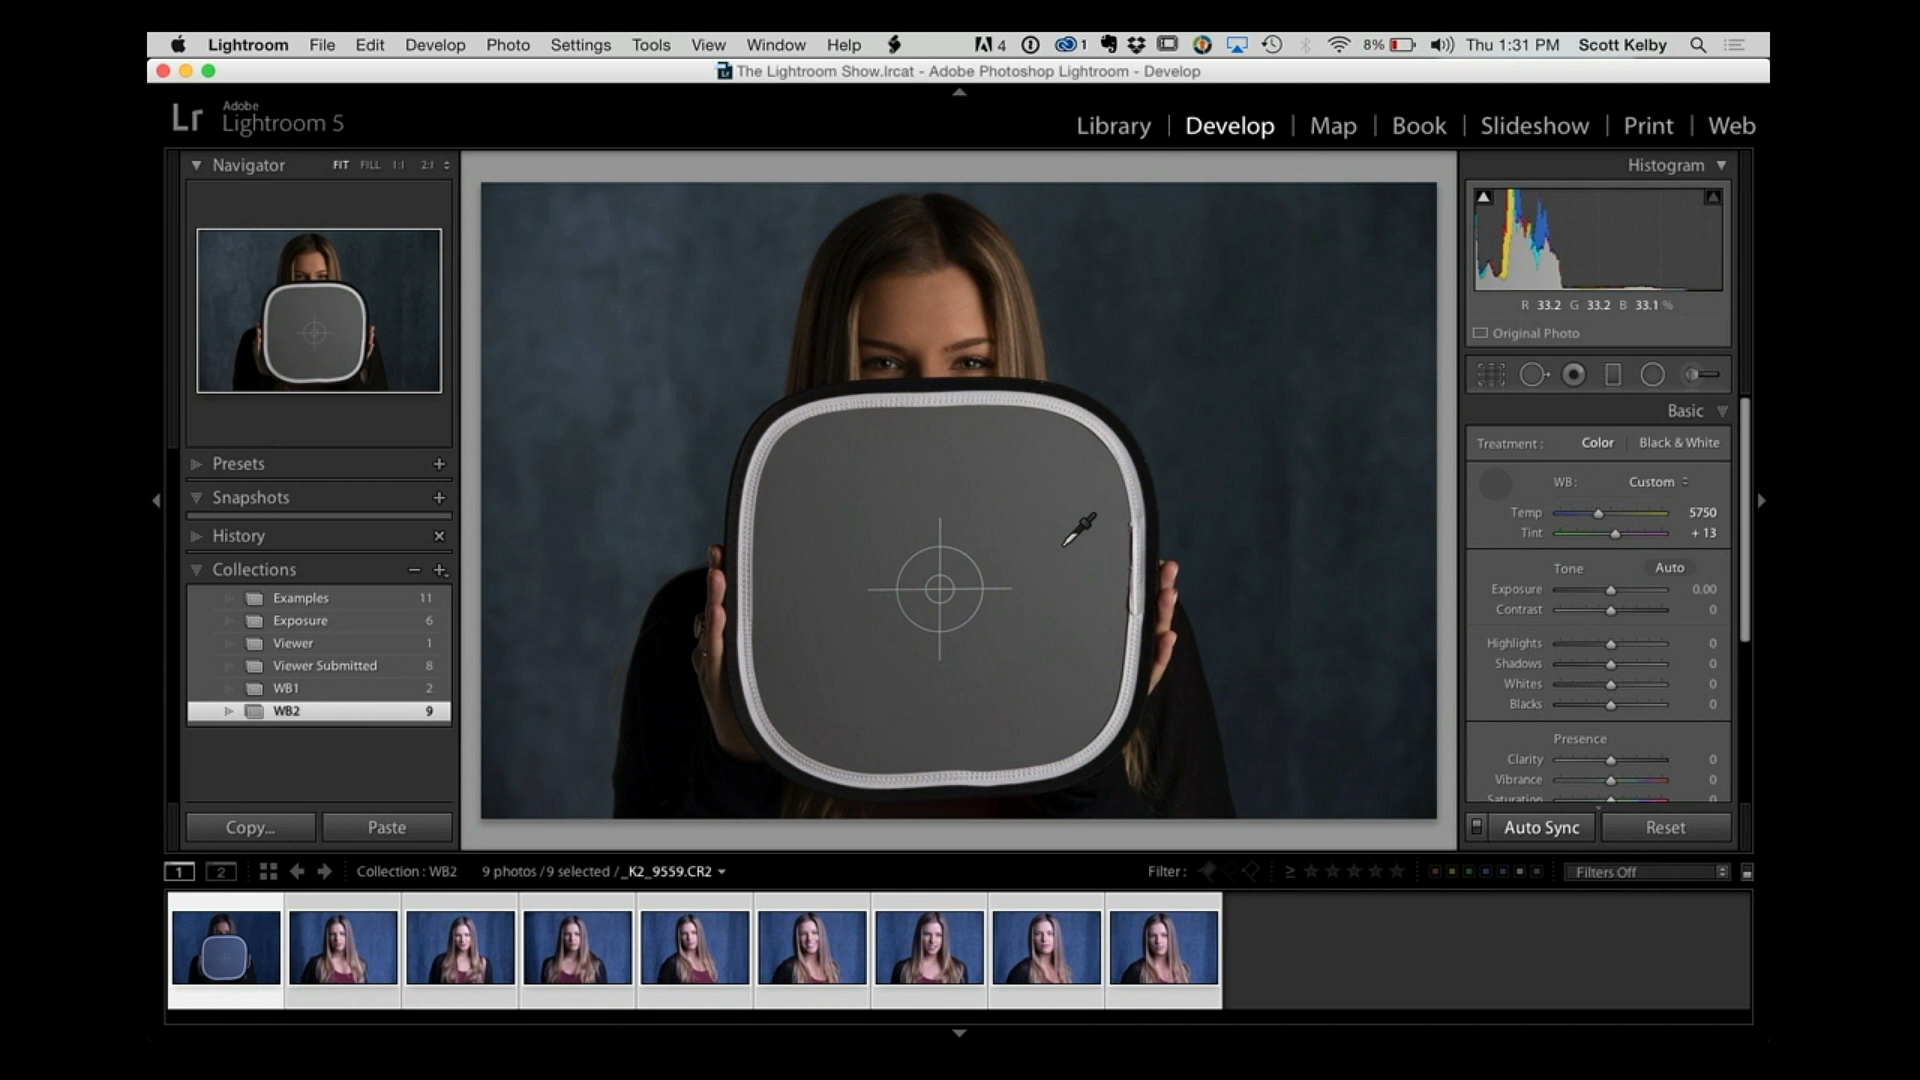 Lightroom File Edit Develop Photo Settings Tools View Window Help 4 1 8% Thu 1:31 PM Scott Kelby
The Lightroom Show.lrcat - Adobe Photoshop Lightroom - Develop
Lr Adobe
Lightroom 5
Library | Develop | Map | Book | Slideshow | Print | Web
Navigator FIT FILL 1:1 2:1
Histogram
R 33.2 G 33.2 B 33.1 %
Original Photo
Basic
Treatment : Color | Black & White
WB: Custom
Temp 5750
Tint + 13
Tone Auto
Exposure 0.00
Contrast 0
Highlights 0
Shadows 0
Whites 0
Blacks 0
Presence
Clarity 0
Vibrance 0
Saturation 0
Auto Sync Reset
Presets
Snapshots
History
Collections
Examples 11
Exposure 6
Viewer 1
Viewer Submitted 8
WB1 2
WB2 9
Copy... Paste
1 2 Collection : WB2 9 photos / 9 selected / _K2_9559.CR2 Filter : ≥ Filters Off